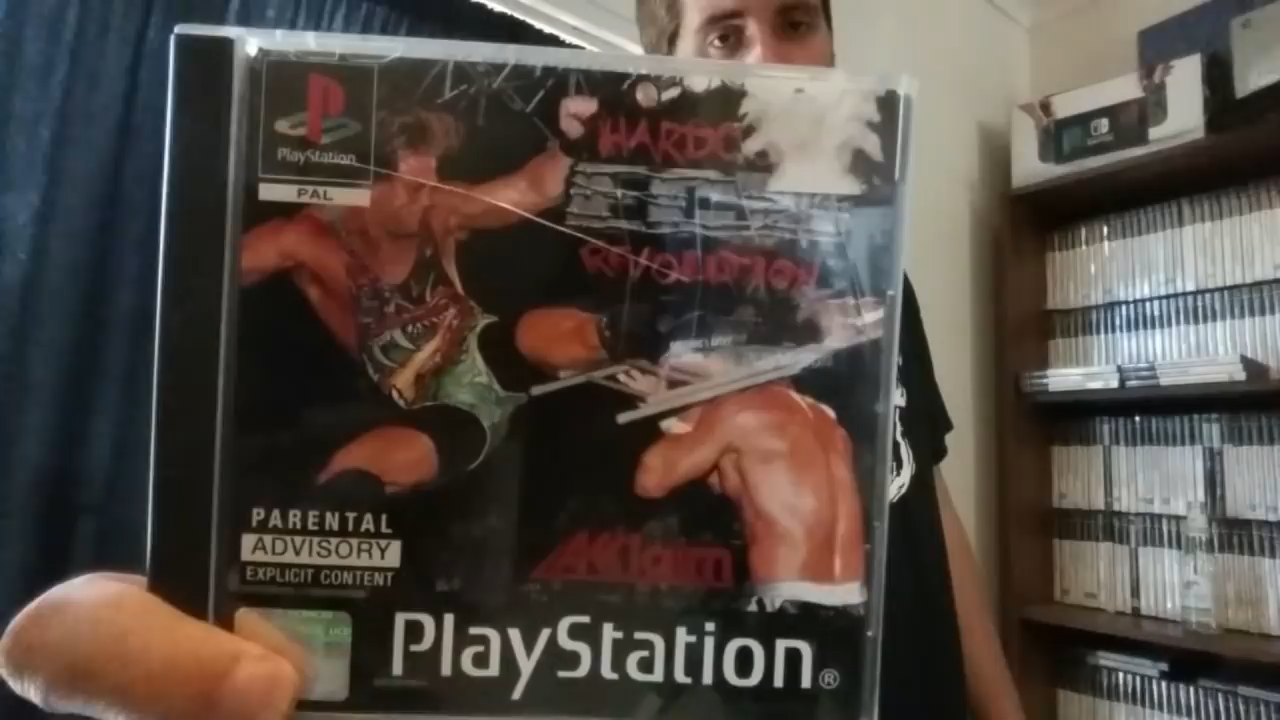 PlayStation
PAL
HARDC
REVOLUTION
PARENTAL
ADVISORY
EXPLICIT CONTENT
AKKlaim
PlayStation®